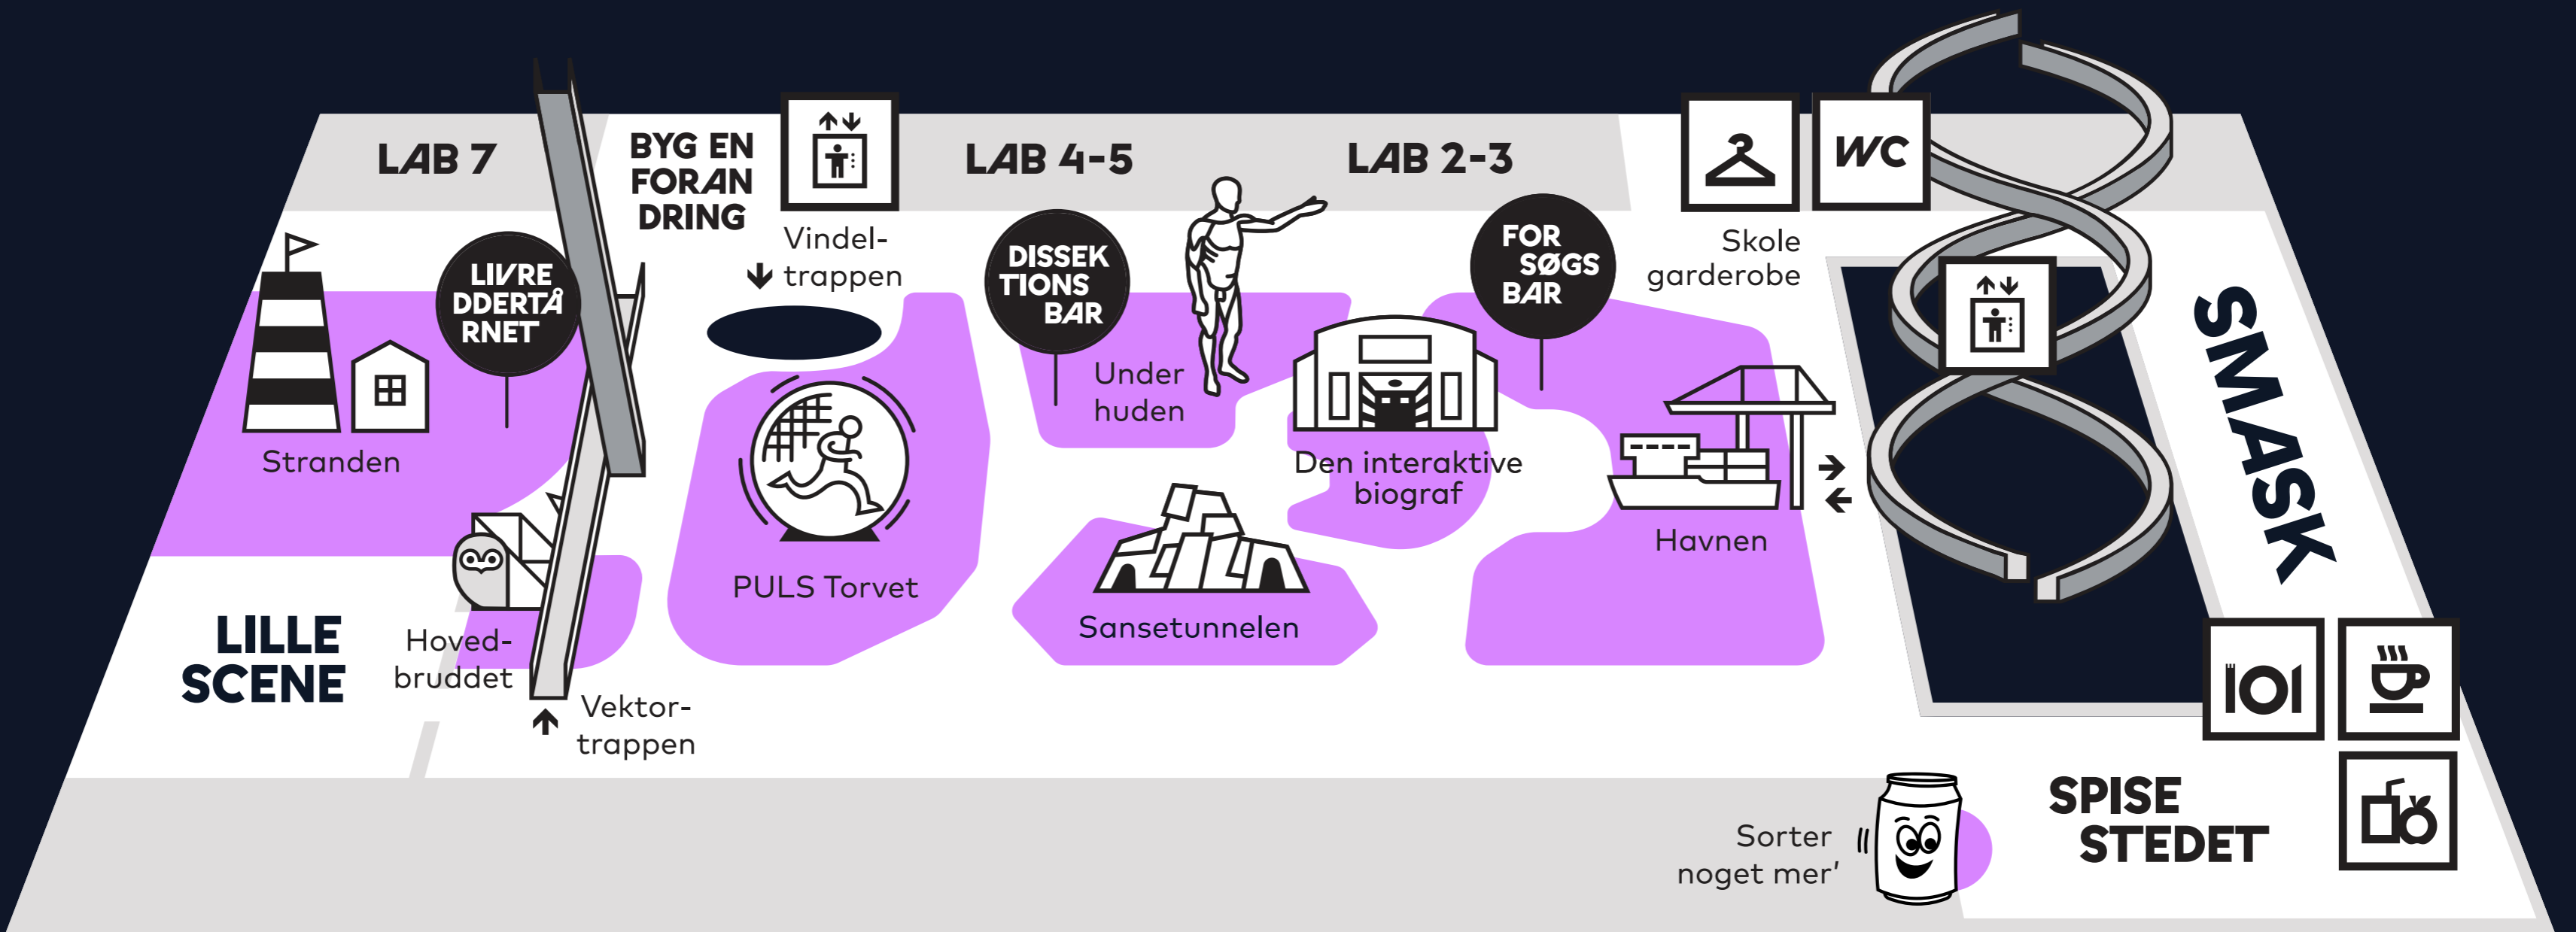 LAB 7
BYG EN
FORAN
DRING
LAB 4-5
LAB 2-3
WC
Vindel-
trappen
Skole
garderobe
LIVRE
DDERTÅ
RNET
DISSEK
TIONS
BAR
FOR
SØGS
BAR
SMASK
Under
huden
Stranden
Den interaktive
biograf
Havnen
PULS Torvet
Sansetunnelen
LILLE
SCENE
Hoved-
bruddet
Vektor-
trappen
SPISE
STEDET
Sorter
noget mer'